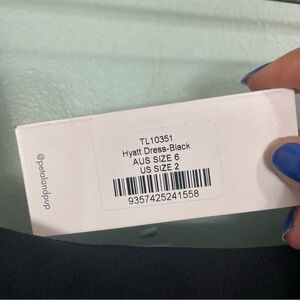 TL10351
Hyatt Dress-Black
AUS SIZE 6
US SIZE 2
9357425241558
@petalandpup